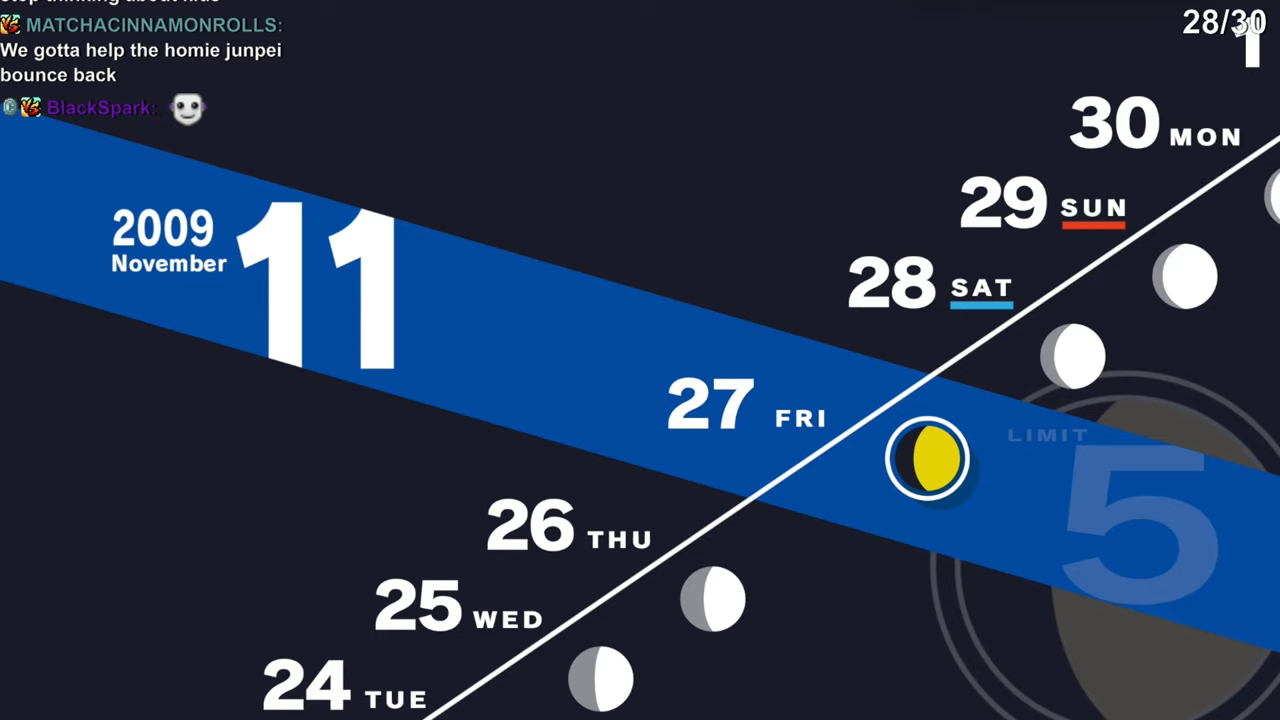 MATCHACINNAMONROLLS:
We gotta help the homie junpei
bounce back
BlackSpark:
28/30
1
30 MON
29 SUN
28 SAT
2009
November
11
27 FRI
LIMIT
5
26 THU
25 WED
24 TUE